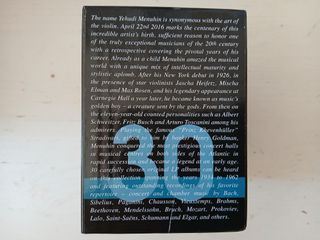 The name Yehudi Menuhin is synonymous with the art of
the violin. April 22nd 2016 marks the centenary of this
incredible artist's birth, sufficient reason to honor one
of the truly exceptional musicians of the 20th century
with a retrospective covering the pivotal years of his
career. Already as a child Menuhin amazed the musical
world with a unique mix of intellectual maturity and
stylistic aplomb. After his New York debut in 1926, in
the presence of star violinists Jascha Heifetz, Mischa
Elman and Max Rosen, and his legendary appearance at
Carnegie Hall a year later, he became known as music's
golden boy – a creature sent by the gods. From then on
the eleven-year-old counted personalities such as Albert
Schweitzer, Fritz Busch and Arturo Toscanini among his
admirers. Playing the famous "Prinz Khevenhüller"
Stradivari gifted him by banker Henry Goldman,
Menuhin conquered the most prestigious concert halls
in musical centers on both sides of the Atlantic in
rapid succession and became a legend at an early age.
30 carefully chosen original LP albums can be heard
in this collection spanning from 1931 to 1962
and featuring outstanding recordings of his favorite
repertoire – concert and chamber music by Bach,
Sibelius, Paganini, Chausson, Vieuxtemps, Brahms,
Beethoven, Mendelssohn, Bruch, Mozart, Prokofiev,
Lalo, Saint-Saëns, Schumann and Elgar, and others.
30